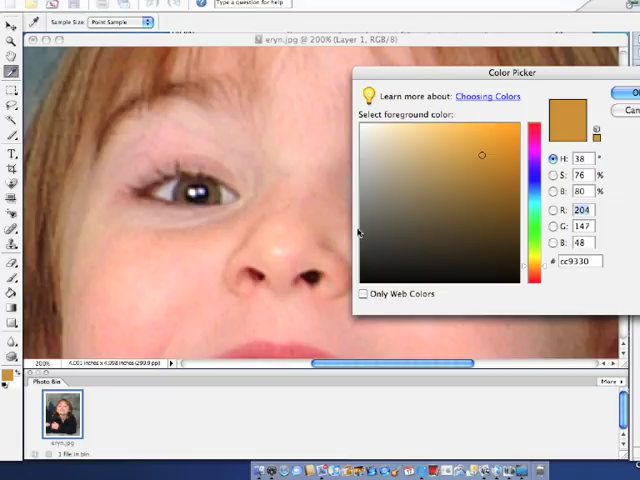 Type a question for help
Sample Size: Point Sample
eryn.jpg @ 200% (Layer 1, RGB/8)
Color Picker
Learn more about: Choosing Colors
Select foreground color:
H: 38 °
S: 76 %
B: 80 %
R: 204
G: 147
B: 48
# cc9330
Only Web Colors
200%
Photo Bin
More
eryn.jpg
1 file in bin